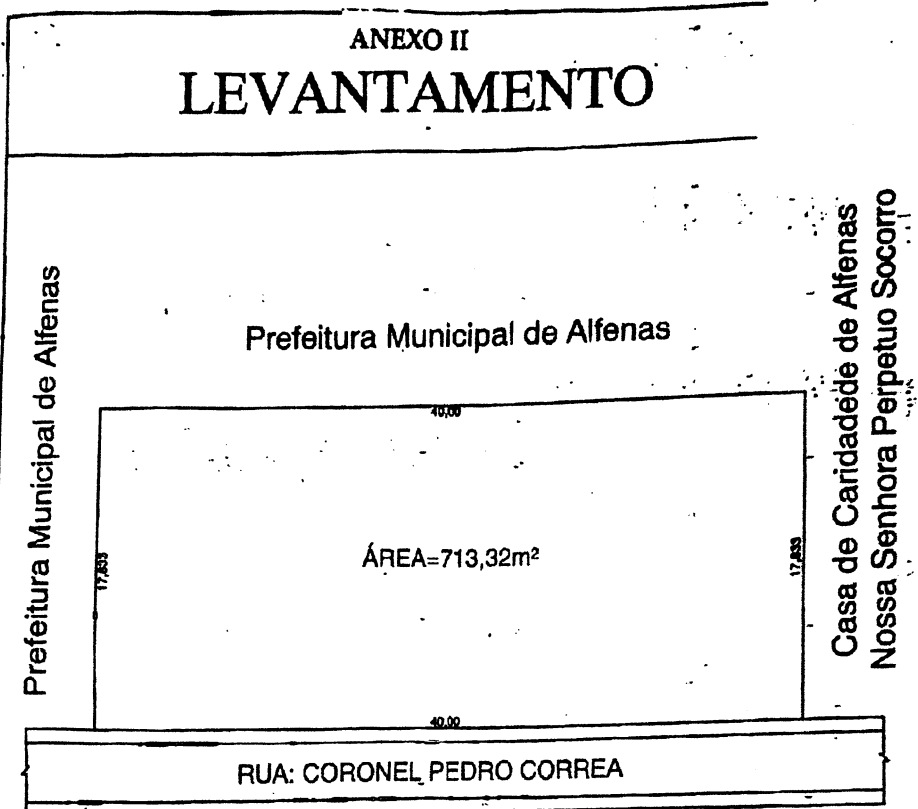 ANEXO II
LEVANTAMENTO
Prefeitura Municipal de Alfenas
Prefeitura Municipal de Alfenas
Casa de Caridadede de Alfenas
Nossa Senhora Perpetuo Socorro
40,00
17,833
ÁREA=713,32m²
17,833
40,00
RUA: CORONEL PEDRO CORREA